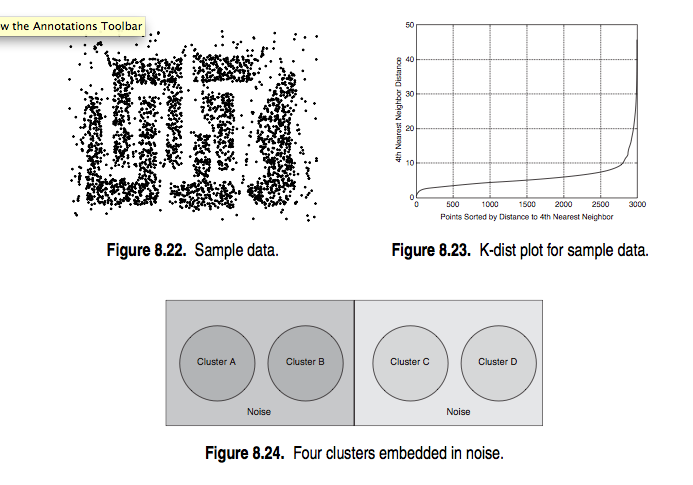 w the Annotations Toolbar
50
40
30
20
10
0
4th Nearest Neighbor Distance
0 500 1000 1500 2000 2500 3000
Points Sorted by Distance to 4th Nearest Neighbor
Figure 8.22. Sample data.
Figure 8.23. K-dist plot for sample data.
Cluster A
Cluster B
Cluster C
Cluster D
Noise
Noise
Figure 8.24. Four clusters embedded in noise.